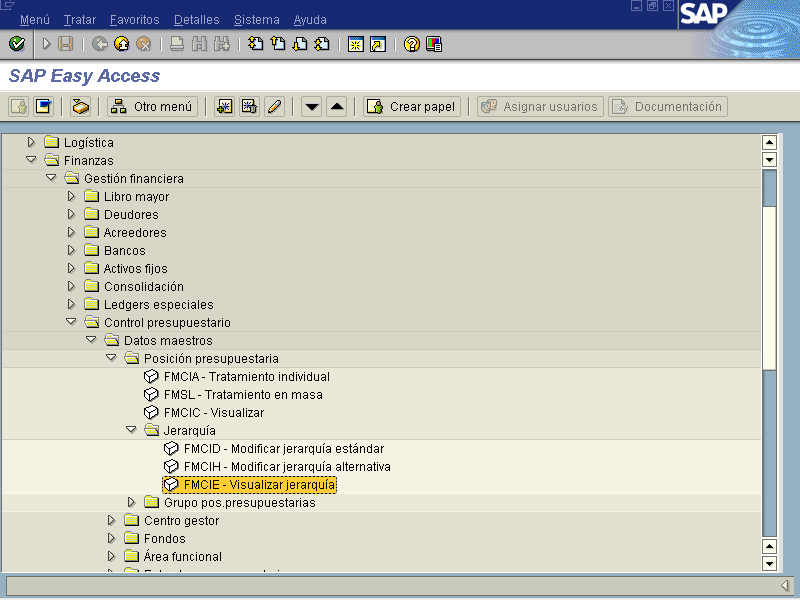 Menú Tratar Favoritos Detalles Sistema Ayuda
SAP
SAP Easy Access
Otro menú Crear papel Asignar usuarios Documentación
Logística
Finanzas
Gestión financiera
Libro mayor
Deudores
Acreedores
Bancos
Activos fijos
Consolidación
Ledgers especiales
Control presupuestario
Datos maestros
Posición presupuestaria
FMCIA - Tratamiento individual
FMSL - Tratamiento en masa
FMCIC - Visualizar
Jerarquía
FMCID - Modificar jerarquía estándar
FMCIH - Modificar jerarquía alternativa
FMCIE - Visualizar jerarquía
Grupo pos.presupuestarias
Centro gestor
Fondos
Área funcional